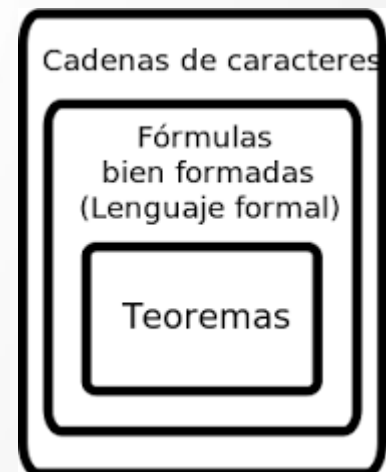 Cadenas de caracteres
Fórmulas
bien formadas
(Lenguaje formal)
Teoremas